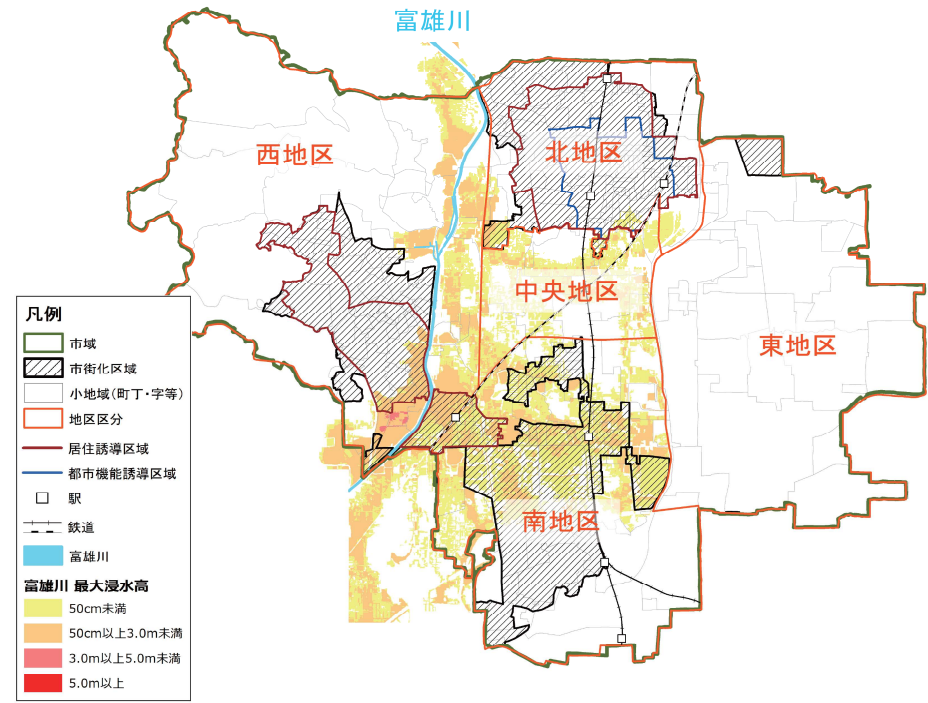 富雄川
西地区
北地区
中央地区
東地区
南地区
凡例
市域
市街化区域
小地域(町丁・字等)
地区区分
居住誘導区域
都市機能誘導区域
駅
鉄道
富雄川
富雄川 最大浸水高
50cm未満
50cm以上3.0m未満
3.0m以上5.0m未満
5.0m以上